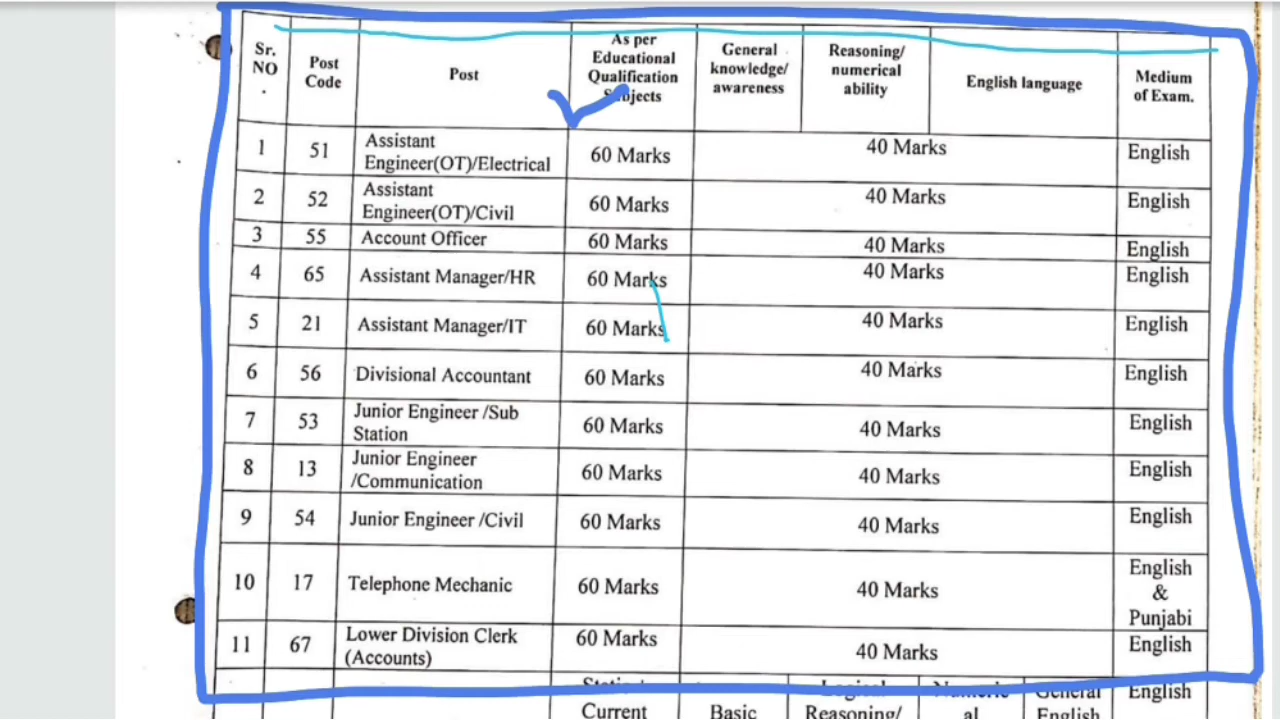 Sr. NO . | Post Code | Post | As per Educational Qualification Subjects | General knowledge/ awareness | Reasoning/ numerical ability | English language | Medium of Exam.
1 | 51 | Assistant Engineer(OT)/Electrical | 60 Marks | 40 Marks | English
2 | 52 | Assistant Engineer(OT)/Civil | 60 Marks | 40 Marks | English
3 | 55 | Account Officer | 60 Marks | 40 Marks | English
4 | 65 | Assistant Manager/HR | 60 Marks | 40 Marks | English
5 | 21 | Assistant Manager/IT | 60 Marks | 40 Marks | English
6 | 56 | Divisional Accountant | 60 Marks | 40 Marks | English
7 | 53 | Junior Engineer /Sub Station | 60 Marks | 40 Marks | English
8 | 13 | Junior Engineer /Communication | 60 Marks | 40 Marks | English
9 | 54 | Junior Engineer /Civil | 60 Marks | 40 Marks | English
10 | 17 | Telephone Mechanic | 60 Marks | 40 Marks | English & Punjabi
11 | 67 | Lower Division Clerk (Accounts) | 60 Marks | 40 Marks | English
Current | Basic | Logical Reasoning/ | General English | English